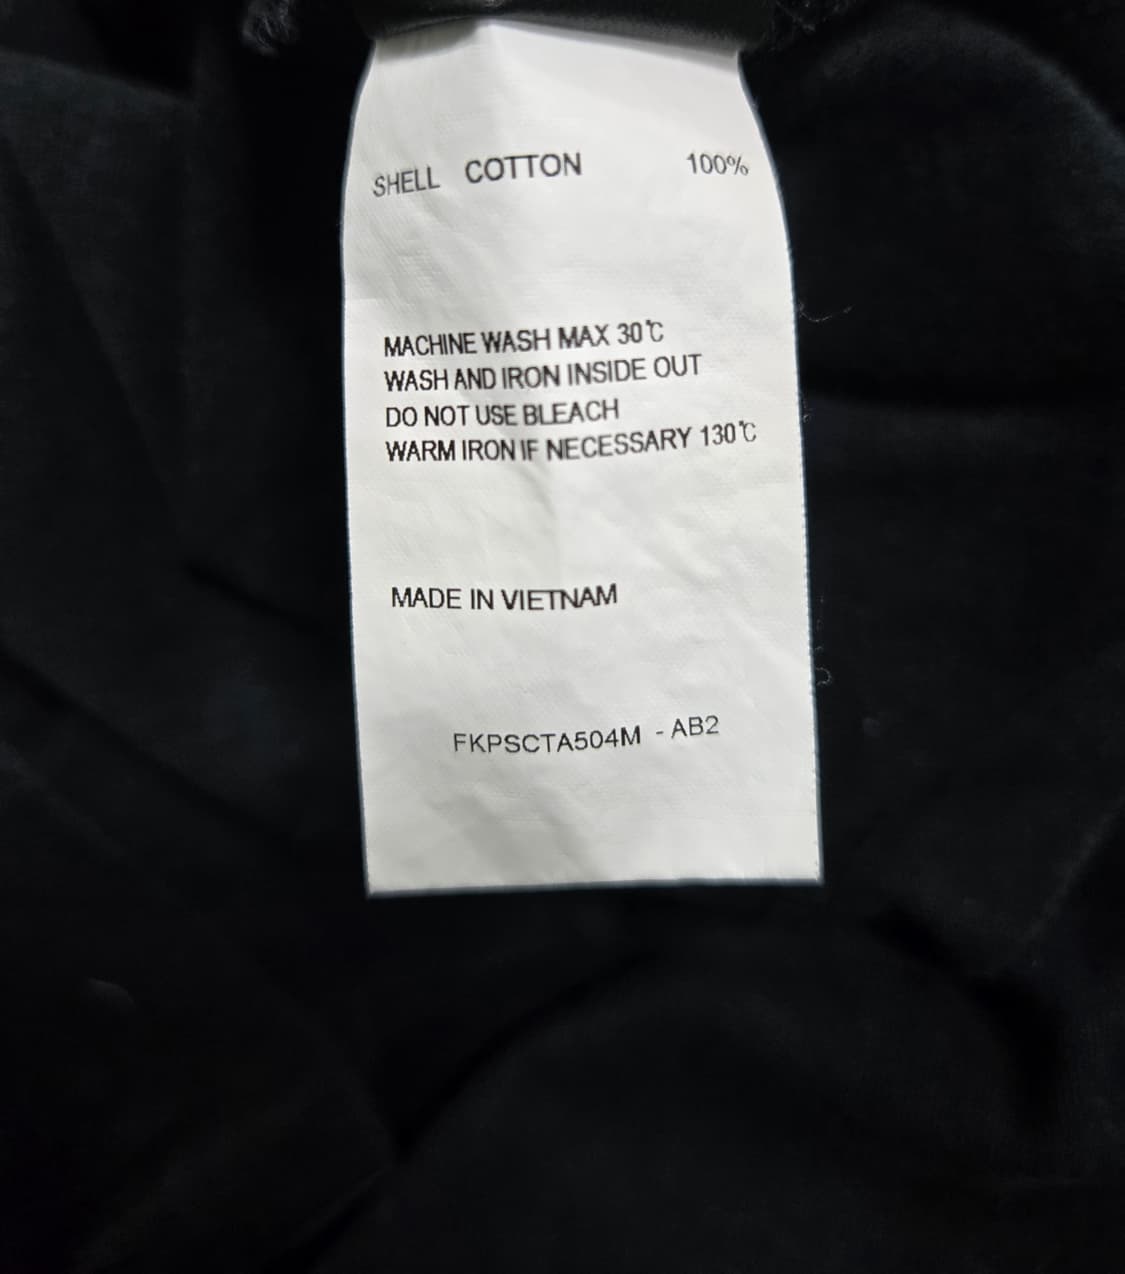 SHELL COTTON 100%
MACHINE WASH MAX 30℃
WASH AND IRON INSIDE OUT
DO NOT USE BLEACH
WARM IRON IF NECESSARY 130℃
MADE IN VIETNAM
FKPSCTA504M - AB2